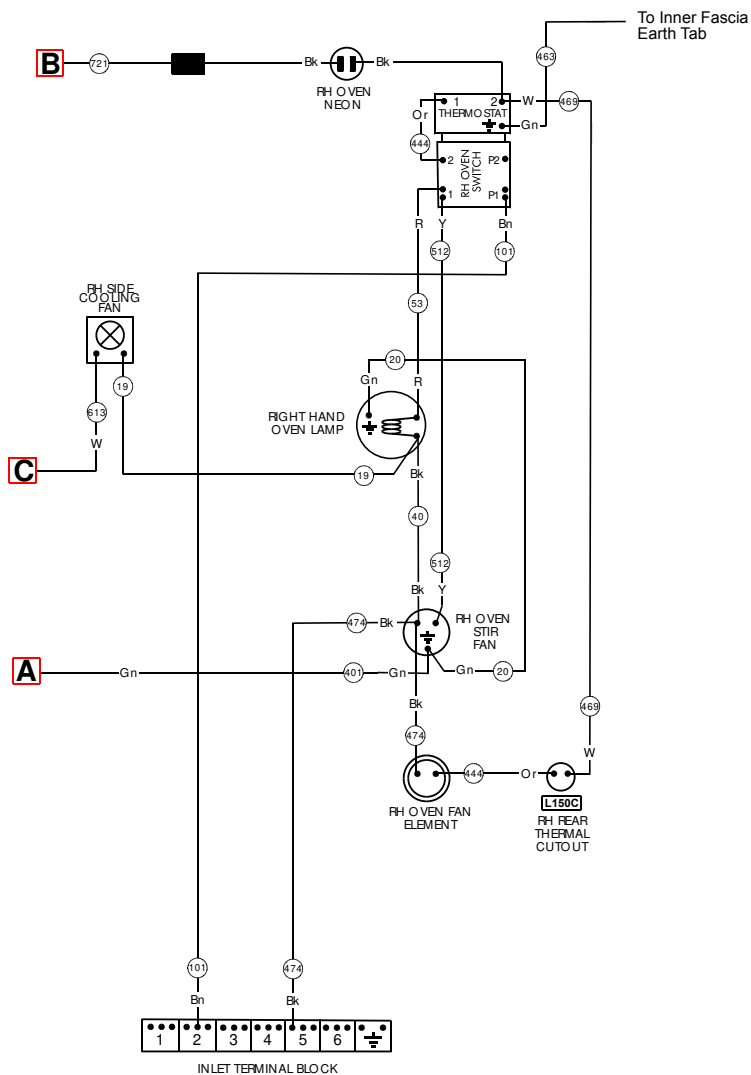 To Inner Fascia
Earth Tab
463
B
721
Bk
Bk
RH OVEN
NEON
1
2
THERMOSTAT
W
469
Or
Gn
444
2
P2
RH OVEN
SWITCH
1
P1
R
Y
Bn
512
101
RH SIDE
COOLING
FAN
53
20
19
Gn
R
613
RIGHT HAND
OVEN LAMP
W
C
19
Bk
40
512
Bk
Y
474
Bk
RH OVEN
STIR
FAN
A
Gn
401
Gn
Gn
20
Bk
469
474
W
444
Or
L150C
RH OVEN FAN
ELEMENT
RH REAR
THERMAL
CUTOUT
101
474
Bn
Bk
1
2
3
4
5
6
INLET TERMINAL BLOCK